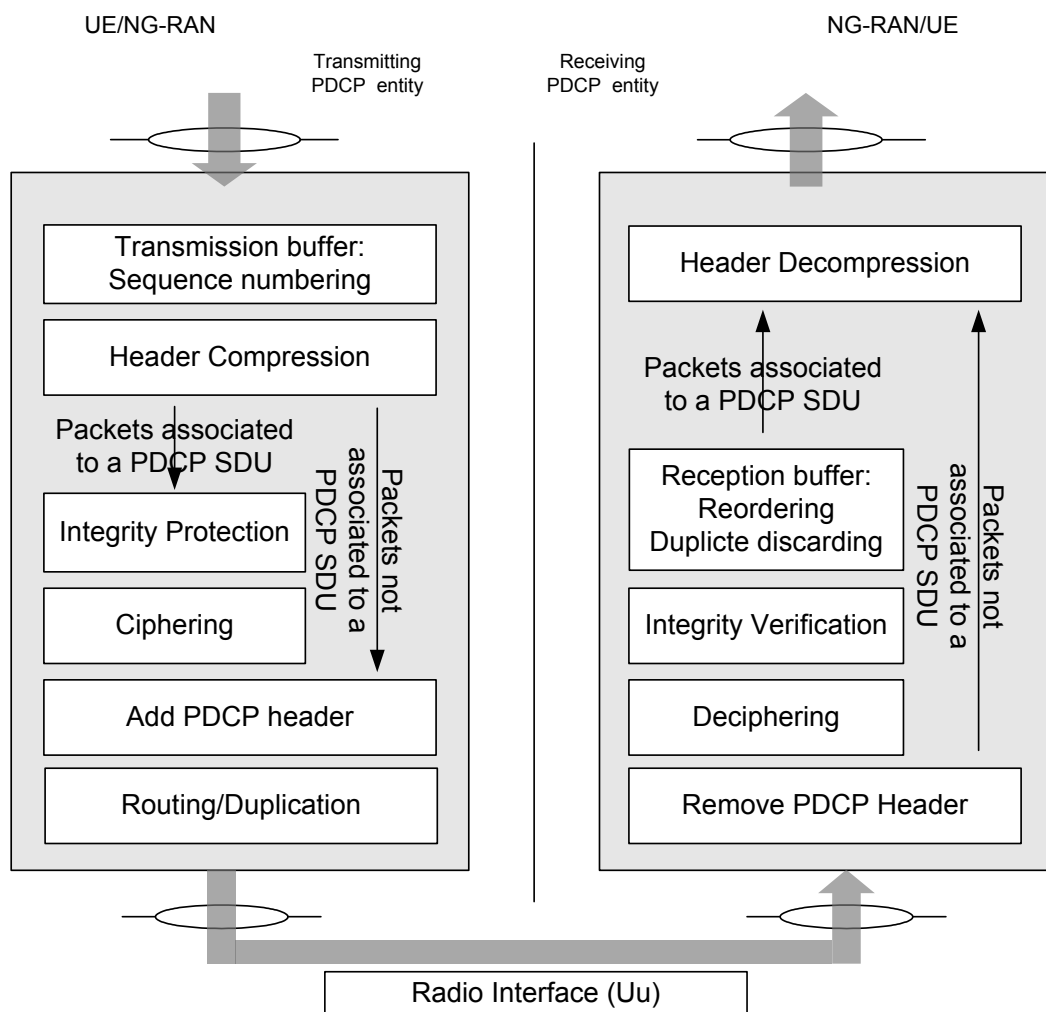 UE/NG-RAN
NG-RAN/UE
Transmitting
PDCP entity
Receiving
PDCP entity
Transmission buffer:
Sequence numbering
Header Compression
Packets associated
to a PDCP SDU
Packets not
associated to a
PDCP SDU
Integrity Protection
Ciphering
Add PDCP header
Routing/Duplication
Header Decompression
Packets associated
to a PDCP SDU
Reception buffer:
Reordering
Duplicte discarding
Packets not
associated to a
PDCP SDU
Integrity Verification
Deciphering
Remove PDCP Header
Radio Interface (Uu)